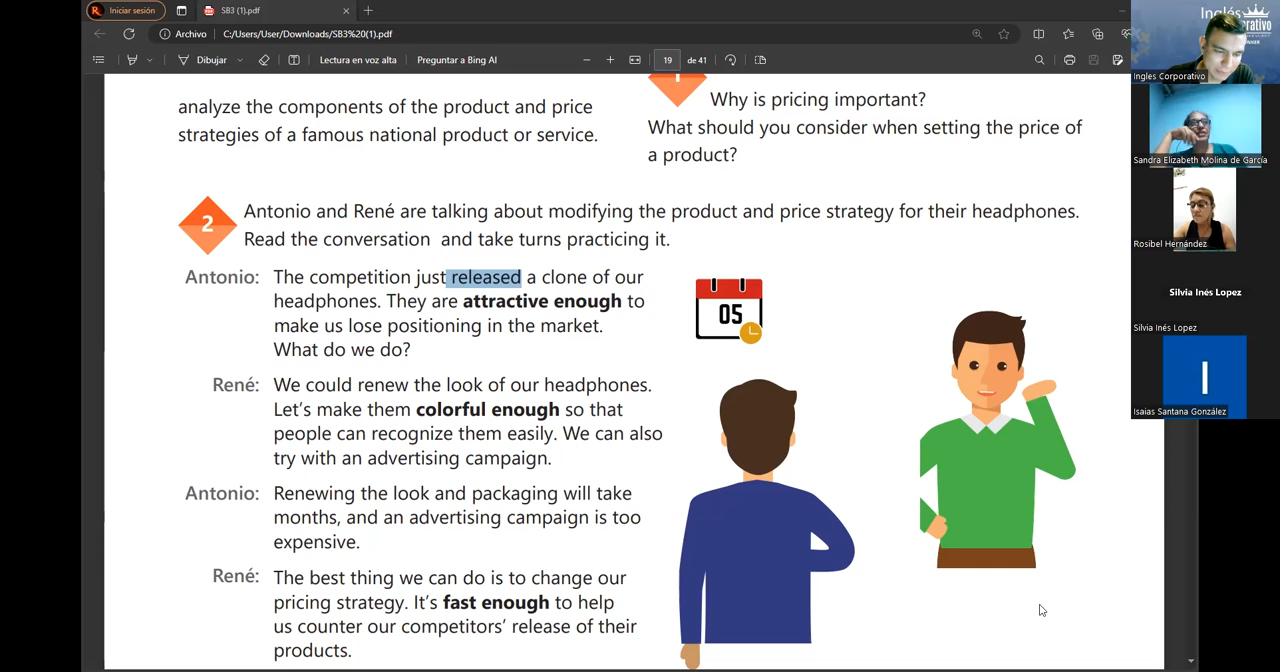 Iniciar sesión
SB3 (1).pdf
Archivo
C:/Users/User/Downloads/SB3%20(1).pdf
Dibujar
Lectura en voz alta
Preguntar a Bing AI
19
de 41
analyze the components of the product and price
strategies of a famous national product or service.
Why is pricing important?
What should you consider when setting the price of
a product?
2
Antonio and René are talking about modifying the product and price strategy for their headphones.
Read the conversation and take turns practicing it.
Antonio: The competition just released a clone of our
headphones. They are attractive enough to
make us lose positioning in the market.
What do we do?
René: We could renew the look of our headphones.
Let's make them colorful enough so that
people can recognize them easily. We can also
try with an advertising campaign.
Antonio: Renewing the look and packaging will take
months, and an advertising campaign is too
expensive.
René: The best thing we can do is to change our
pricing strategy. It's fast enough to help
us counter our competitors' release of their
products.
05
Inglés
Ingles Corporativo
Sandra Elizabeth Molina de García
Rosibel Hernández
Silvia Inés Lopez
Silvia Inés Lopez
I
Isaias Santana González